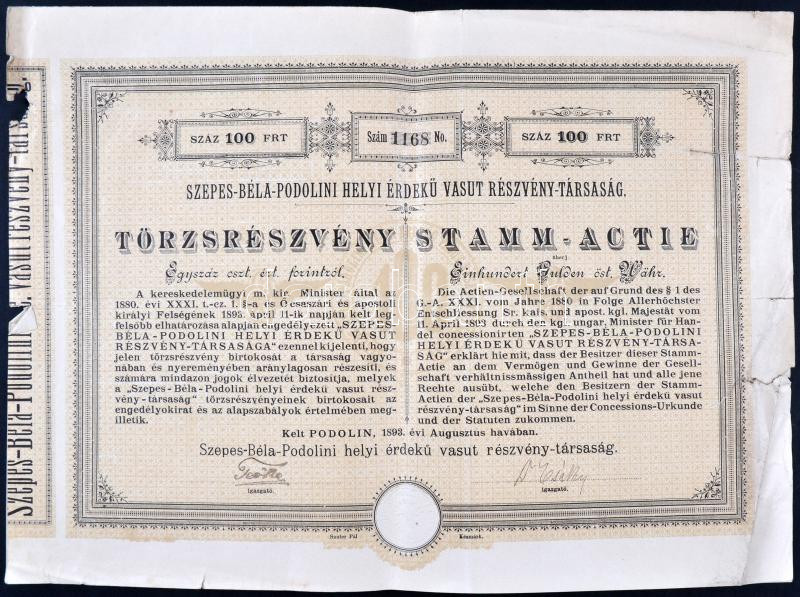 Szepes-Béla-Podolini
vasut részvény-társaság.
SZÁZ 100 FRT
Szám 1168 No.
SZÁZ 100 FRT
SZEPES-BÉLA-PODOLINI HELYI ÉRDEKŰ VASUT RÉSZVÉNY-TÁRSASÁG.
TÖRZSRÉSZVÉNY
Egyszáz oszt. ért. forintról.
A kereskedelemügyi m. kir. Minister által az
1880. évi XXXI. t.-cz. 1. §-a és Ő császári és apostoli
királyi Felségének 1893. április 11-ik napján kelt leg-
felsőbb elhatározása alapján engedélyezett „SZEPES-
BÉLA-PODOLINI HELYI ÉRDEKŰ VASUT
RÉSZVÉNY-TÁRSASÁGA" ezennel kijelenti, hogy
jelen törzsrészvény birtokosát a társaság vagyo-
nában és nyereményében aránylagosan részesiti, és
számára mindazon jogok élvezetét biztositja, melyek
a „Szepes-Béla-Podolini helyi érdekű vasut rész-
vény-társaság" törzsrészvényeinek birtokosait az
engedélyokirat és az alapszabályok értelmében meg-
illetik.
STAMM-ACTIE
über
Einhundert Gulden öst. Währ.
Die Actien-Gesellschaft der auf Grund des § 1 des
G.-A. XXXI. vom Jahre 1880 in Folge Allerhöchster
Entschliessung Sr. kais. und apost. kgl. Majestät vom
11. April 1893 durch den kgl. ungar. Minister für Han-
del concessionirten „SZEPES-BÉLA-PODOLINI
HELYI ÉRDEKŰ VASUT RÉSZVÉNY-TÁRSA-
SÁG" erklärt hiemit, dass der Besitzer dieser Stamm-
Actie an dem Vermögen und Gewinne der Gesell-
schaft verhältnissmässigen Antheil hat und alle jene
Rechte ausübt, welche den Besitzern der Stamm-
Actien der „Szepes-Béla-Podolini helyi érdekű vasut
részvény-társaság" im Sinne der Concessions-Urkunde
und der Statuten zukommen.
Kelt PODOLIN, 1893. évi Augusztus havában.
Szepes-Béla-Podolini helyi érdekű vasut részvény-társaság.
igazgató.
igazgató.
Sauter Pál
Késmárk.